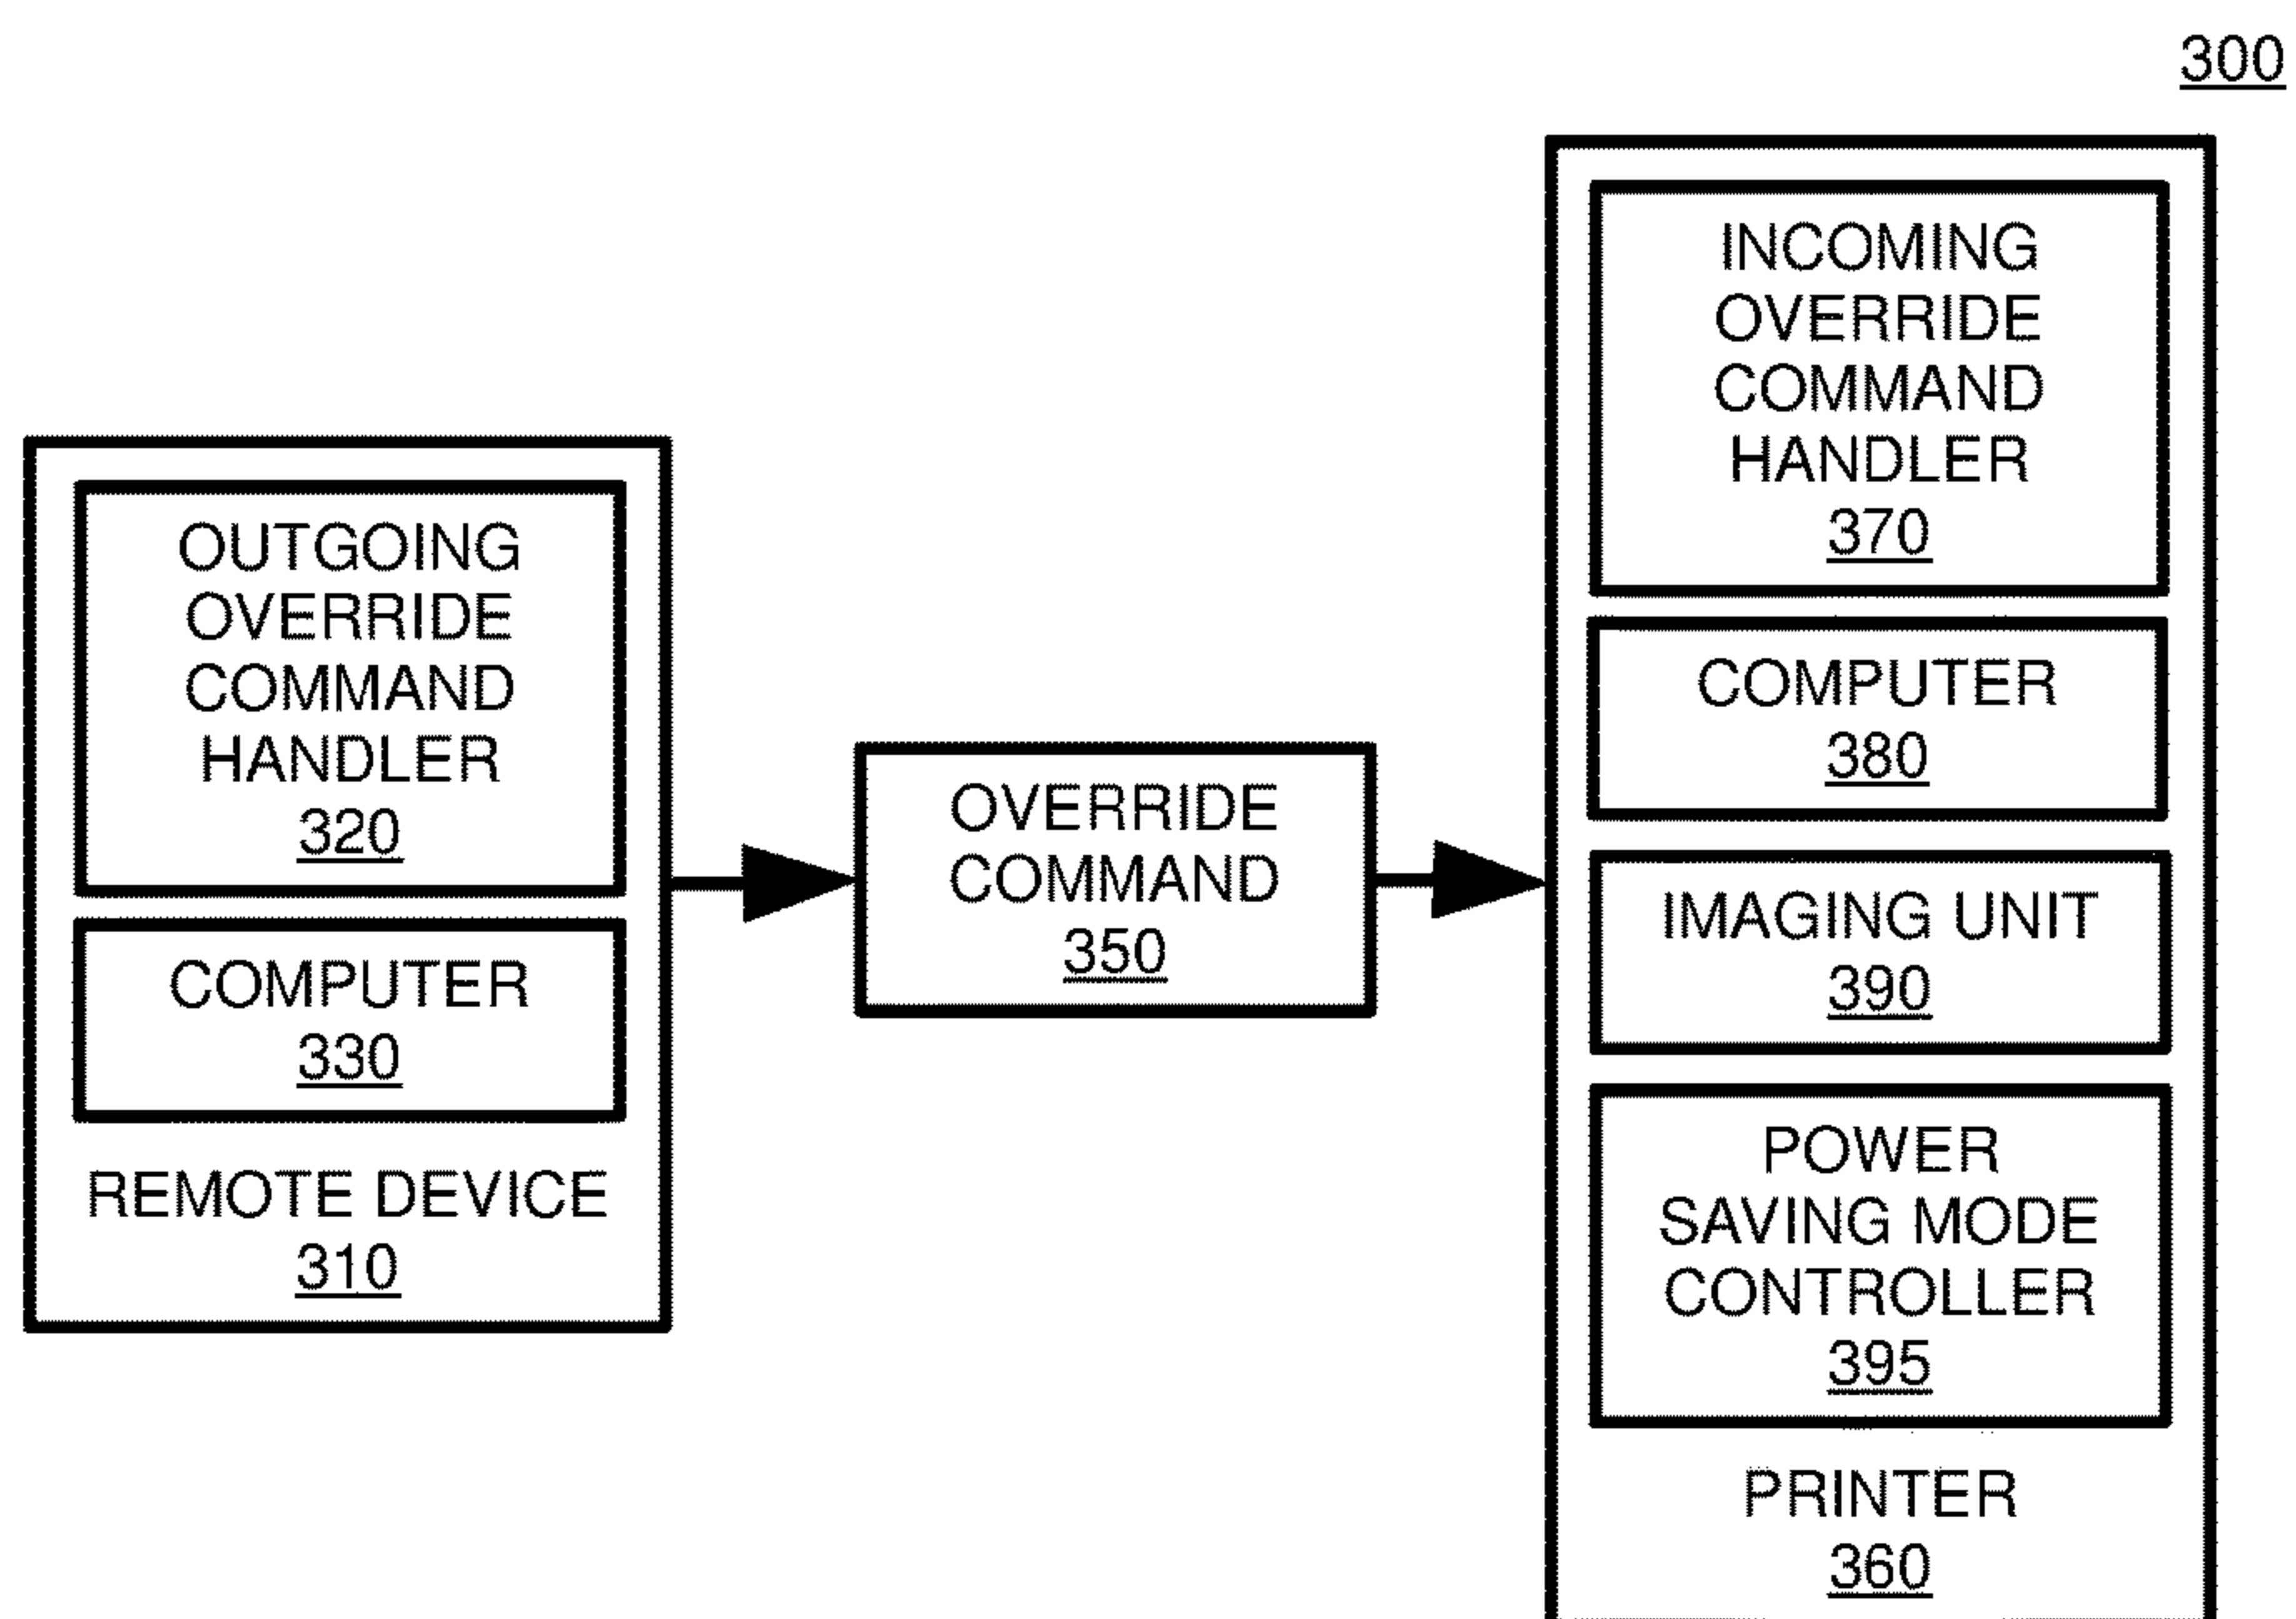 300
OUTGOING
OVERRIDE
COMMAND
HANDLER
320
COMPUTER
330
REMOTE DEVICE
310
OVERRIDE
COMMAND
350
INCOMING
OVERRIDE
COMMAND
HANDLER
370
COMPUTER
380
IMAGING UNIT
390
POWER
SAVING MODE
CONTROLLER
395
PRINTER
360